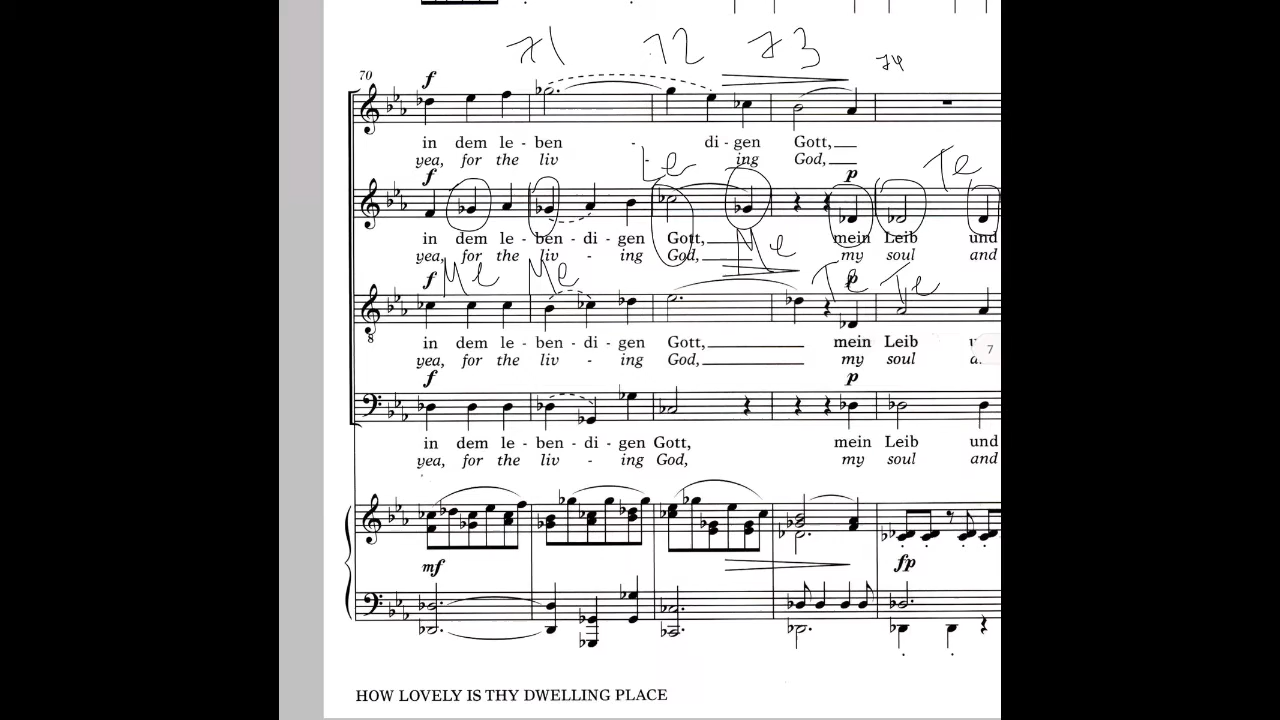 71 72 73 74
70
f
in dem le - ben - di - gen Gott,
yea, for the liv ing God,
Le Te
f p
in dem le - ben - di - gen Gott, mein Leib und
yea, for the liv - ing God, my soul and
Me Me Me Te Te
f p
8
in dem le - ben - di - gen Gott, mein Leib
yea, for the liv - ing God, my soul
7
f p
in dem le - ben - di - gen Gott, mein Leib und
yea, for the liv - ing God, my soul and
mf fp
HOW LOVELY IS THY DWELLING PLACE